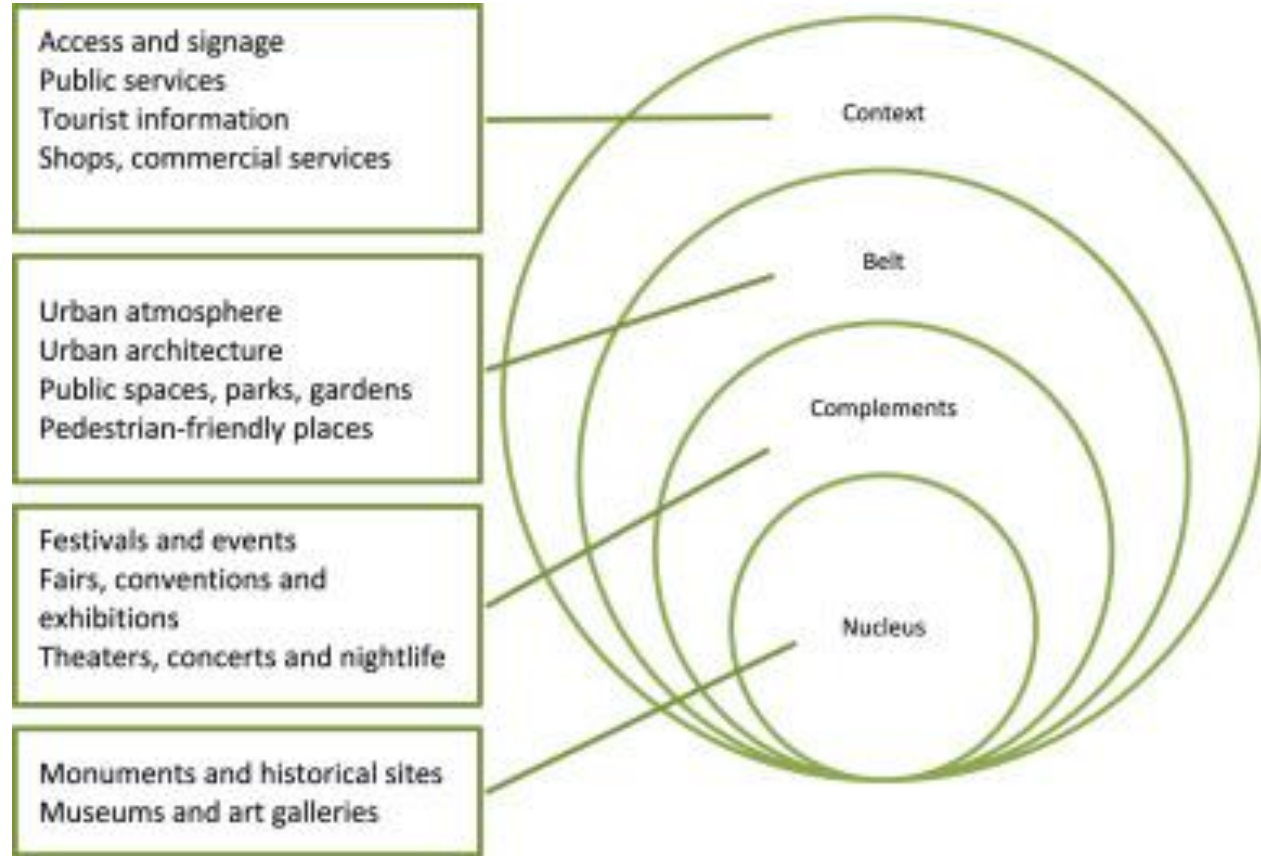 Access and signage
Public services
Tourist information
Shops, commercial services
Context
Urban atmosphere
Urban architecture
Public spaces, parks, gardens
Pedestrian-friendly places
Belt
Festivals and events
Fairs, conventions and
exhibitions
Theaters, concerts and nightlife
Complements
Monuments and historical sites
Museums and art galleries
Nucleus